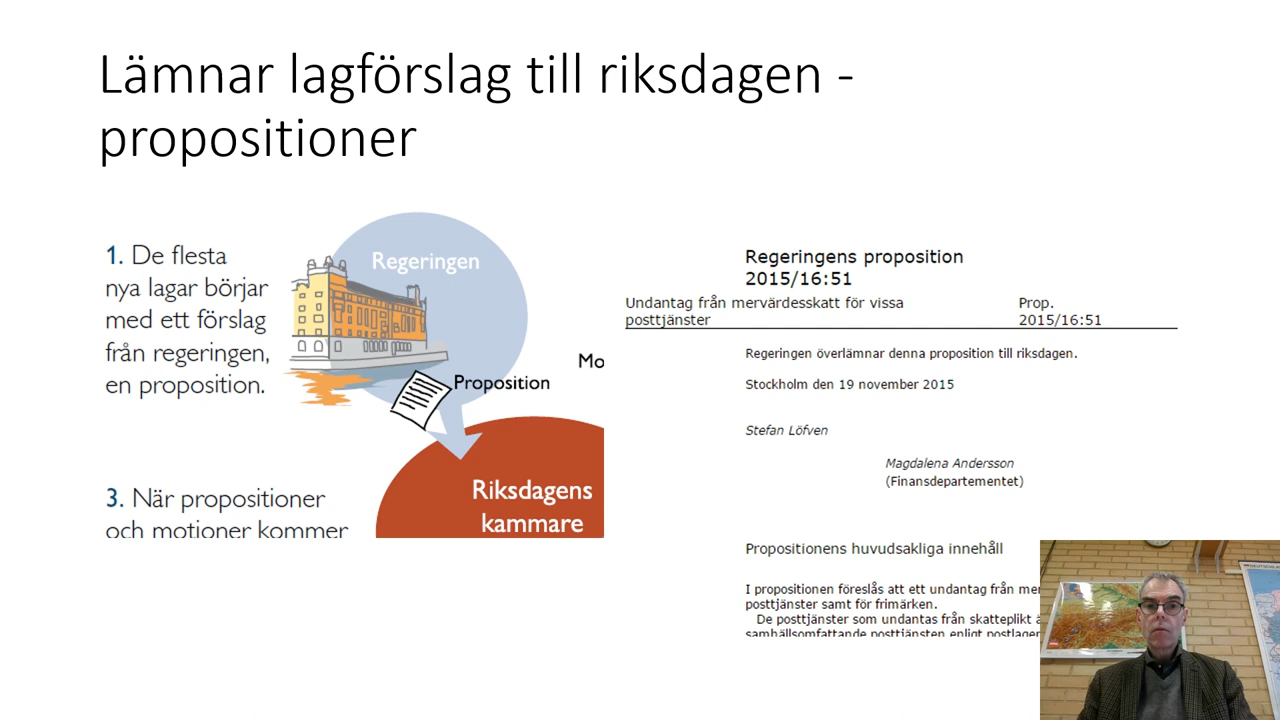 Lämnar lagförslag till riksdagen -
propositioner
1. De flesta
nya lagar börjar
med ett förslag
från regeringen,
en proposition.
Regeringen
Proposition
Mo
Riksdagens
kammare
3. När propositioner
och motioner kommer
Regeringens proposition
2015/16:51
Undantag från mervärdesskatt för vissa
posttjänster
Prop.
2015/16:51
Regeringen överlämnar denna proposition till riksdagen.
Stockholm den 19 november 2015
Stefan Löfven
Magdalena Andersson
(Finansdepartementet)
Propositionens huvudsakliga innehåll
I propositionen föreslås att ett undantag från mer
posttjänster samt för frimärken.
De posttjänster som undantas från skatteplikt ä
samhällsomfattande posttjänsten enligt postlagen